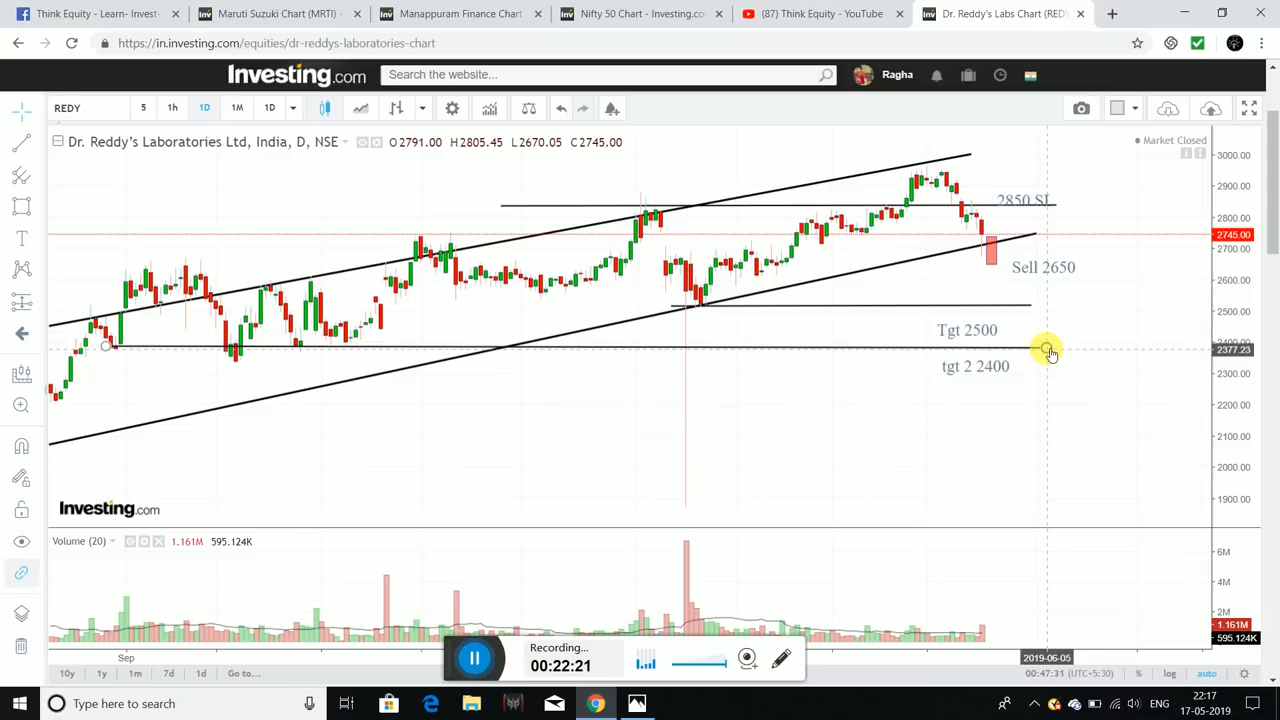 Think Equity - Learn- Invest-
Maruti Suzuki Chart (MRTI) -
Manappuram Finance Chart
Nifty 50 Chart - Investing.co
(87) Think Equity - YouTube
Dr. Reddy's Labs Chart (RED
https://in.investing.com/equities/dr-reddys-laboratories-chart
Investing.com
Search the website...
Ragha
REDY
5
1h
1D
1M
1D
Dr. Reddy's Laboratories Ltd, India, D, NSE
O2791.00
H2805.45
L2670.05
C2745.00
Market Closed
3000.00
2900.00
2850 SL
2800.00
2745.00
2700.00
Sell 2650
2600.00
2500.00
Tgt 2500
2377.23
tgt 2 2400
2300.00
2200.00
2100.00
2000.00
1900.00
Investing.com
Volume (20)
1.161M
595.124K
6M
4M
2M
1.161M
595.124K
Recording...
00:22:21
Sep
2019-06-05
10y
1y
1m
7d
1d
Go to...
00:47:31 (UTC+5:30)
%
log
auto
Type here to search
ENG
22:17
17-05-2019